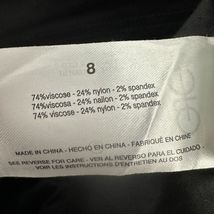 8
74%viscose - 24% nylon - 2% spandex
74%viscosa - 24% nailon - 2% spandex
74%viscose - 24% nylon - 2% spandex
MADE IN CHINA - HECHO EN CHINA - FABRIQUÉ EN CHINE
SEE REVERSE FOR CARE - VER AL REVERSO PARA EL CUIDADO
VOIR LES INSTRUCTIONS D'ENTRETIEN AU DOS